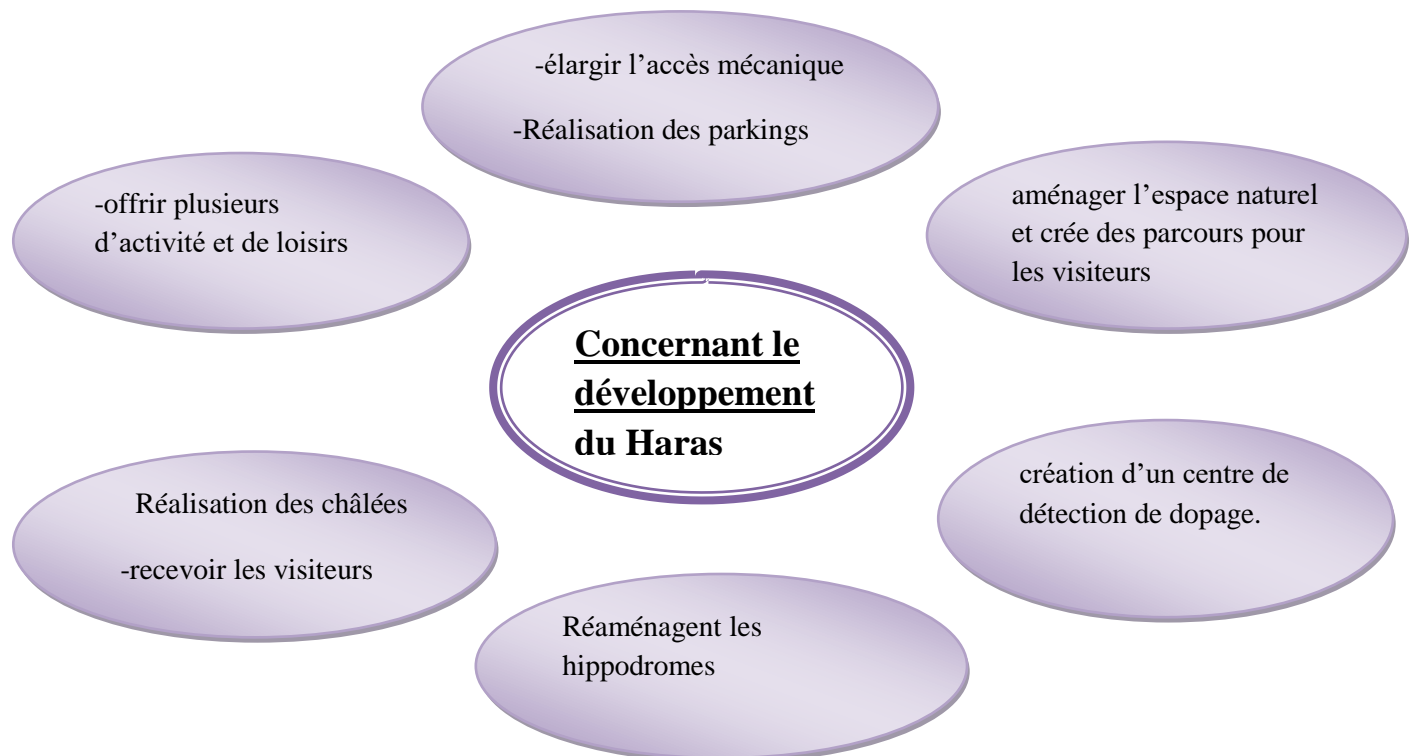 -élargir l’accès mécanique
-Réalisation des parkings
-offrir plusieurs
d’activité et de loisirs
aménager l’espace naturel
et crée des parcours pour
les visiteurs
Concernant le
développement
du Haras
Réalisation des châlées
-recevoir les visiteurs
création d’un centre de
détection de dopage.
Réaménagent les
hippodromes